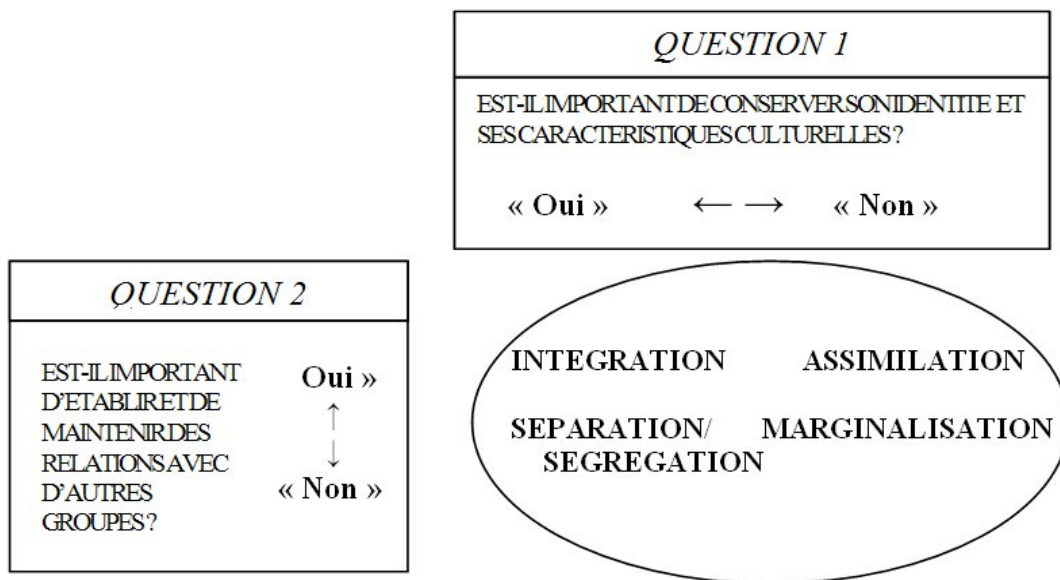 QUESTION 1
EST-IL IMPORTANT DE CONSERVER SON IDENTITE ET
SES CARACTERISTIQUES CULTURELLES ?
« Oui » ← → « Non »
QUESTION 2
EST-IL IMPORTANT
D'ETABLIR ET DE
MAINTENIR DES
RELATIONS AVEC
D'AUTRES
GROUPES ?
Oui »
↑
↓
« Non »
INTEGRATION ASSIMILATION
SEPARATION/ MARGINALISATION
SEGREGATION